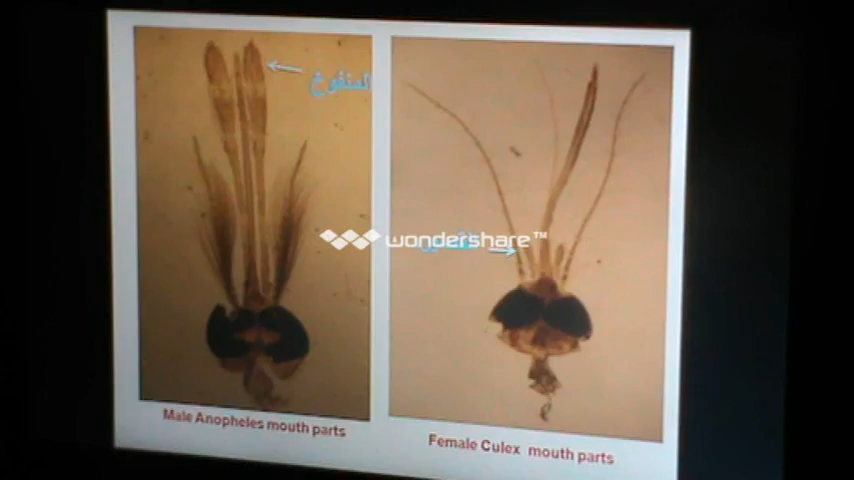 المنفوخ
wondershare™
Male Anopheles mouth parts
Female Culex mouth parts